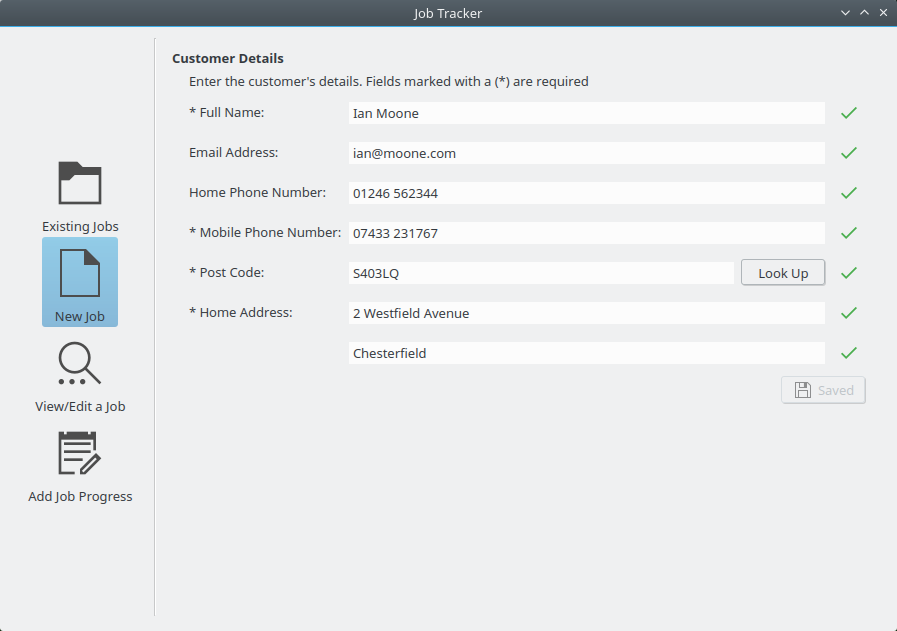 Job Tracker
Existing Jobs
New Job
View/Edit a Job
Add Job Progress
Customer Details
Enter the customer's details. Fields marked with a (*) are required
* Full Name: Ian Moone
Email Address: ian@moone.com
Home Phone Number: 01246 562344
* Mobile Phone Number: 07433 231767
* Post Code: S403LQ Look Up
* Home Address: 2 Westfield Avenue
Chesterfield
Saved